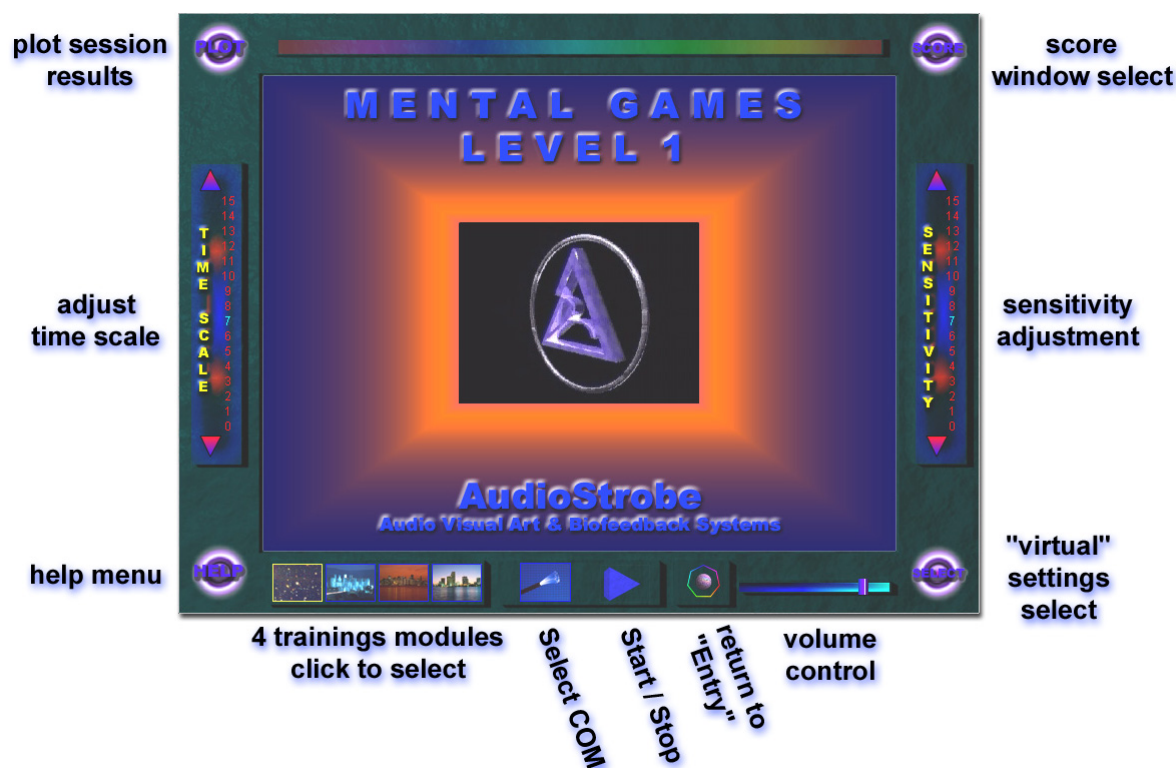 plot session
results
PLOT
SCORE
score
window select
MENTAL GAMES
LEVEL 1
adjust
time scale
TIME SCALE
15
14
13
12
11
10
9
8
7
6
5
4
3
2
1
0
SENSITIVITY
15
14
13
12
11
10
9
8
7
6
5
4
3
2
1
0
sensitivity
adjustment
AudioStrobe
Audio Visual Art & Biofeedback Systems
help menu
HELP
SELECT
"virtual"
settings
select
4 trainings modules
click to select
Select COM
Start / Stop
return to
"Entry"
volume
control